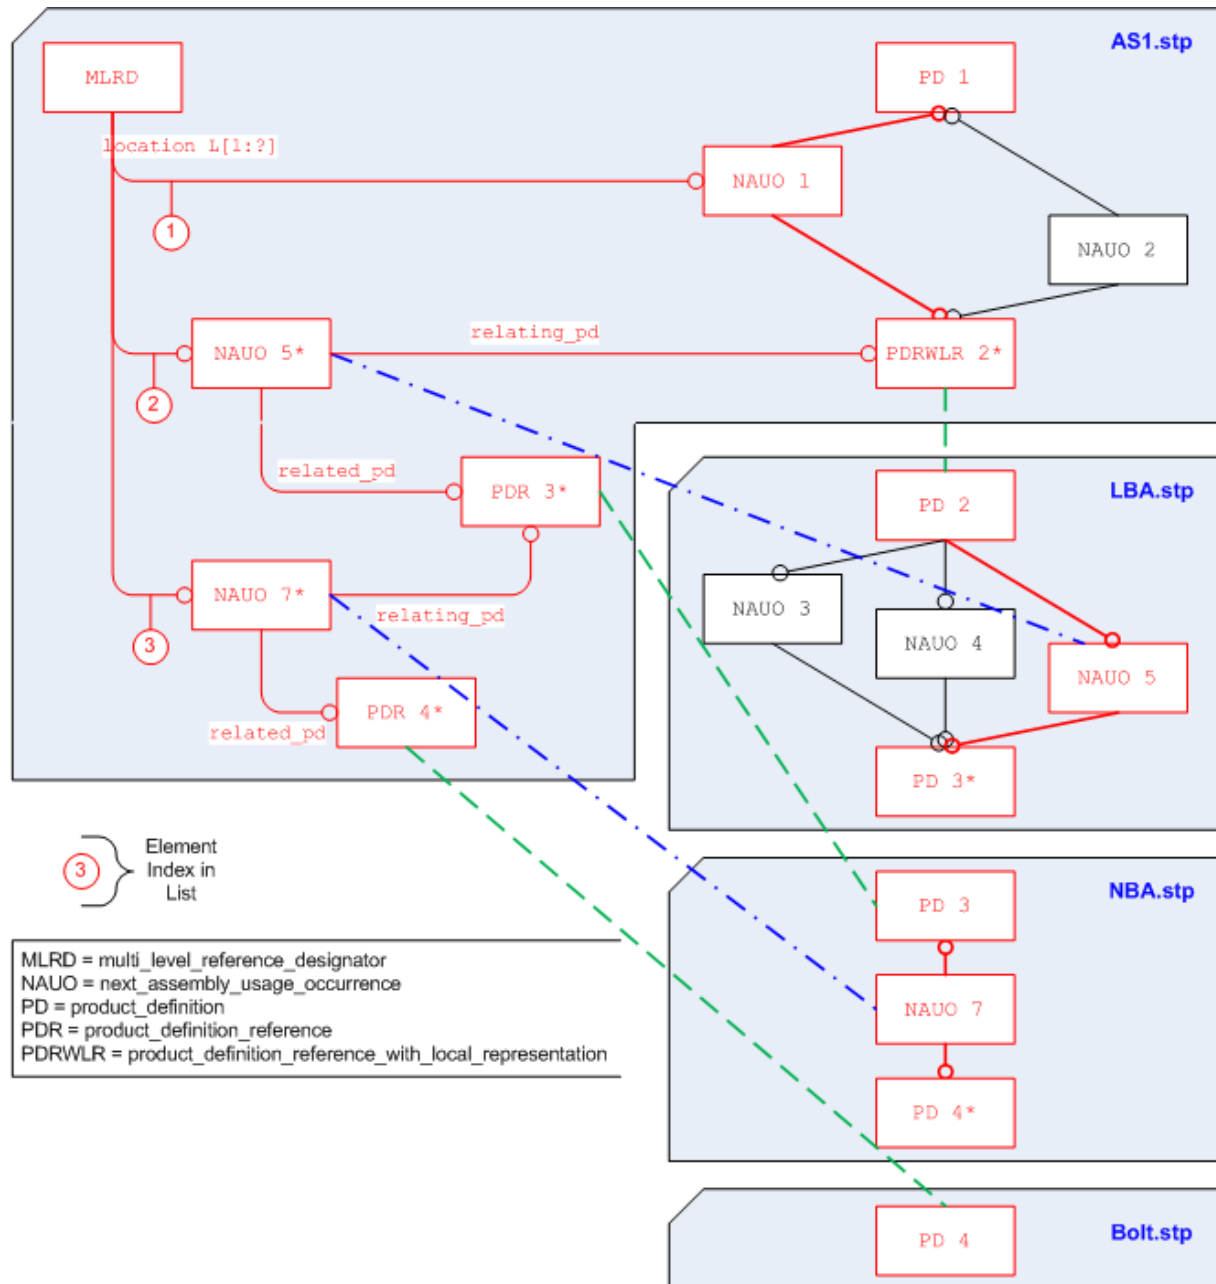 AS1.stp
MLRD
PD 1
location L[1:?]
NAUO 1
1
NAUO 2
relating_pd
NAUO 5*
PDRWLR 2*
2
related_pd
PDR 3*
PD 2
LBA.stp
NAUO 7*
relating_pd
NAUO 3
NAUO 4
3
NAUO 5
PDR 4*
related_pd
PD 3*
Element
Index in
List
3
PD 3
NBA.stp
MLRD = multi_level_reference_designator
NAUO = next_assembly_usage_occurrence
PD = product_definition
PDR = product_definition_reference
PDRWLR = product_definition_reference_with_local_representation
NAUO 7
PD 4*
PD 4
Bolt.stp